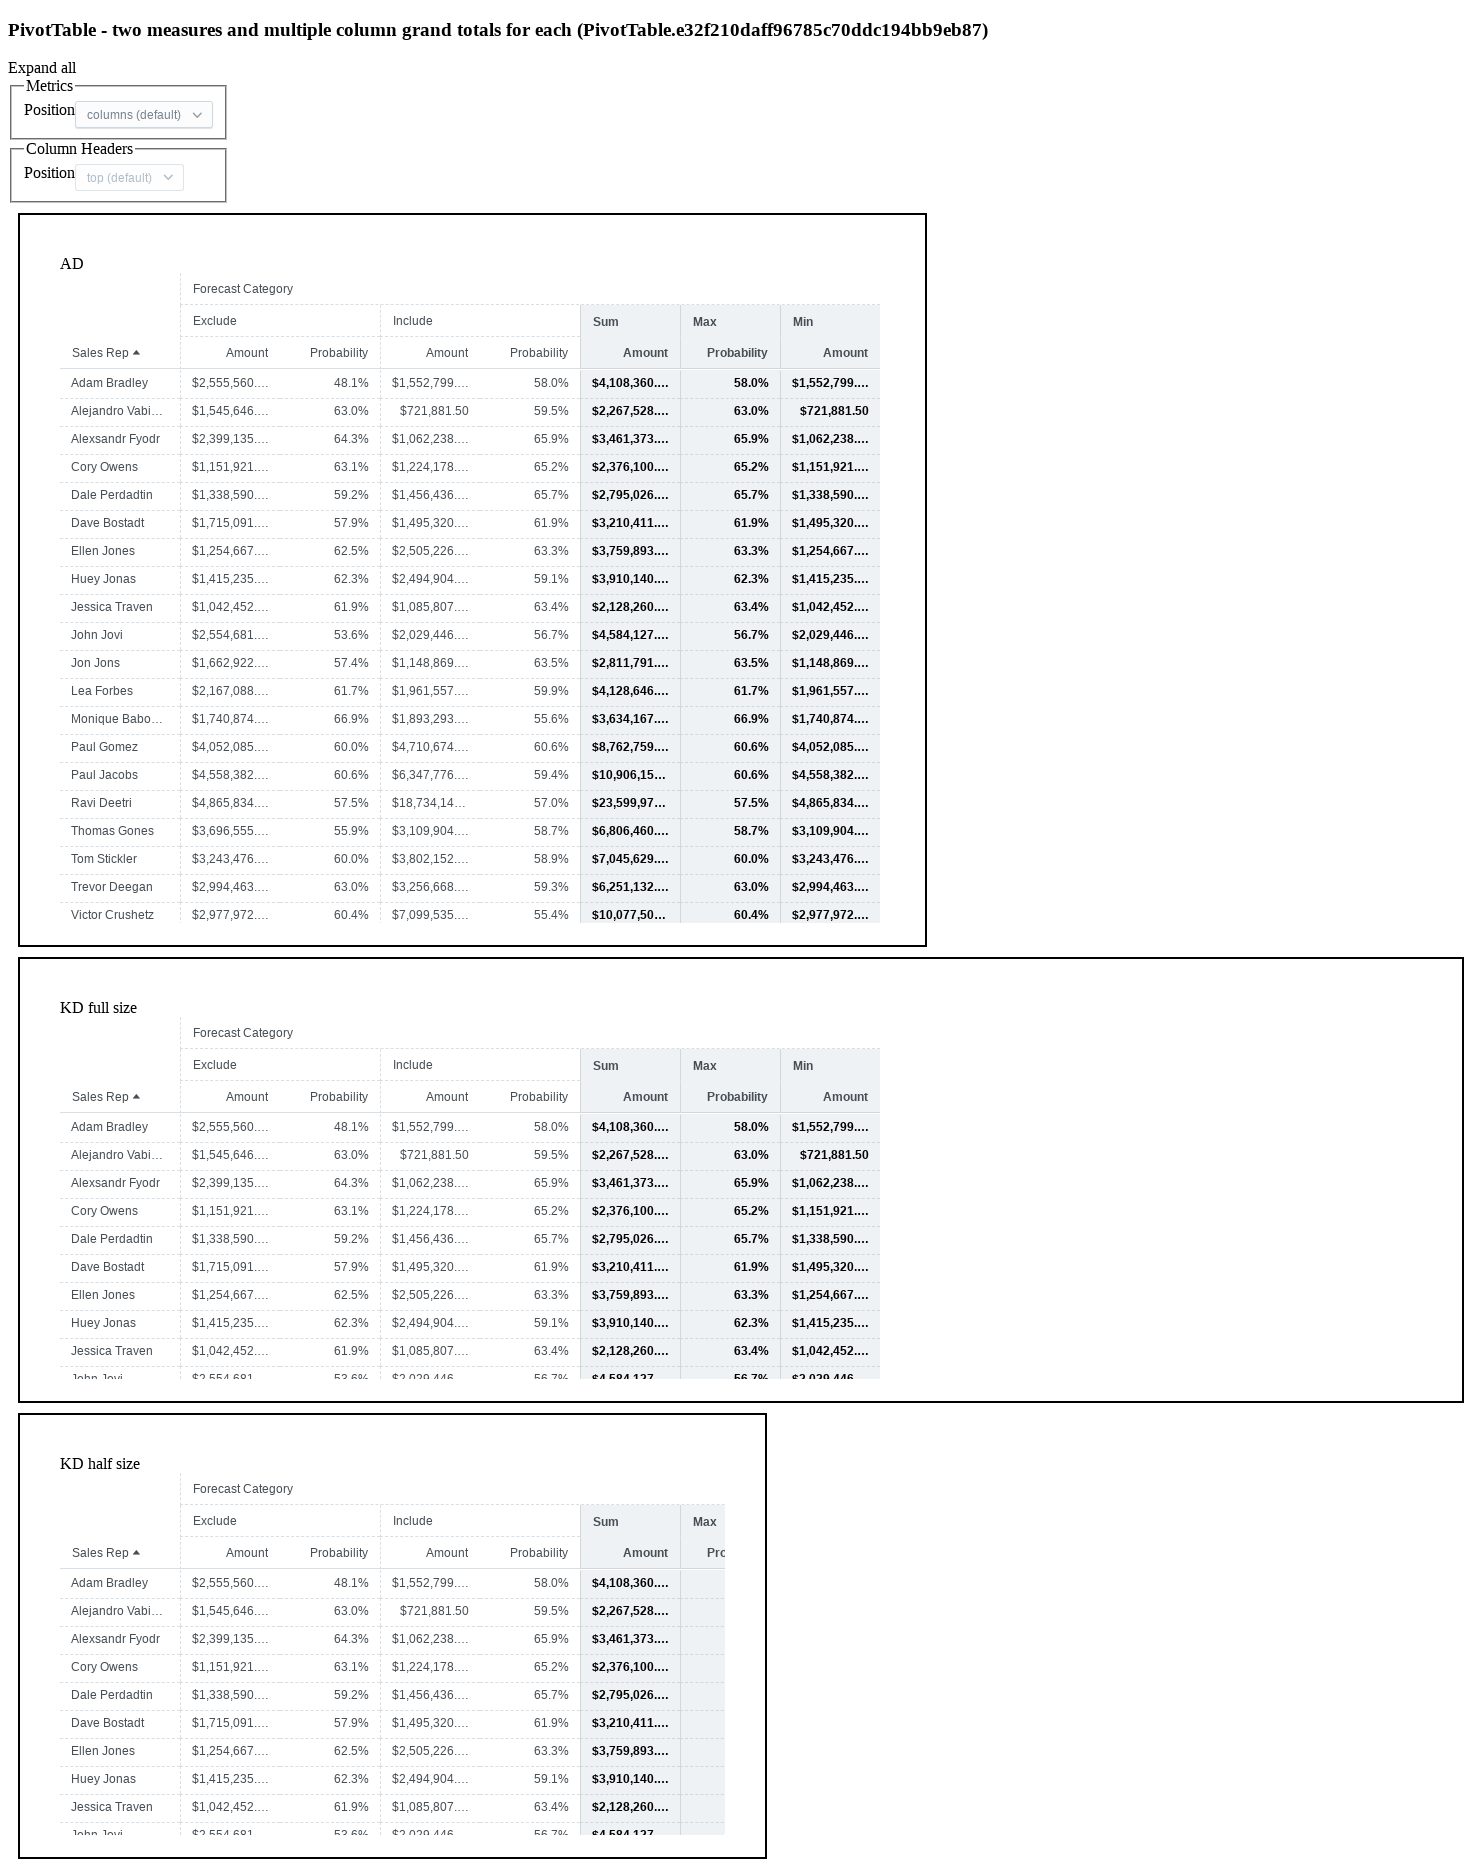 PivotTable - two measures and multiple column grand totals for each (PivotTable.e32f210daff96785c70ddc194bb9eb87)
Expand all
Metrics
Position columns (default)
Column Headers
Position top (default)
AD
Forecast Category
Exclude Include Sum Max Min
Sales Rep Amount Probability Amount Probability Amount Probability Amount
Adam Bradley $2,555,560.… 48.1% $1,552,799.… 58.0% $4,108,360.… 58.0% $1,552,799.…
Alejandro Vabi… $1,545,646.… 63.0% $721,881.50 59.5% $2,267,528.… 63.0% $721,881.50
Alexsandr Fyodr $2,399,135.… 64.3% $1,062,238.… 65.9% $3,461,373.… 65.9% $1,062,238.…
Cory Owens $1,151,921.… 63.1% $1,224,178.… 65.2% $2,376,100.… 65.2% $1,151,921.…
Dale Perdadtin $1,338,590.… 59.2% $1,456,436.… 65.7% $2,795,026.… 65.7% $1,338,590.…
Dave Bostadt $1,715,091.… 57.9% $1,495,320.… 61.9% $3,210,411.… 61.9% $1,495,320.…
Ellen Jones $1,254,667.… 62.5% $2,505,226.… 63.3% $3,759,893.… 63.3% $1,254,667.…
Huey Jonas $1,415,235.… 62.3% $2,494,904.… 59.1% $3,910,140.… 62.3% $1,415,235.…
Jessica Traven $1,042,452.… 61.9% $1,085,807.… 63.4% $2,128,260.… 63.4% $1,042,452.…
John Jovi $2,554,681.… 53.6% $2,029,446.… 56.7% $4,584,127.… 56.7% $2,029,446.…
Jon Jons $1,662,922.… 57.4% $1,148,869.… 63.5% $2,811,791.… 63.5% $1,148,869.…
Lea Forbes $2,167,088.… 61.7% $1,961,557.… 59.9% $4,128,646.… 61.7% $1,961,557.…
Monique Babo… $1,740,874.… 66.9% $1,893,293.… 55.6% $3,634,167.… 66.9% $1,740,874.…
Paul Gomez $4,052,085.… 60.0% $4,710,674.… 60.6% $8,762,759.… 60.6% $4,052,085.…
Paul Jacobs $4,558,382.… 60.6% $6,347,776.… 59.4% $10,906,15… 60.6% $4,558,382.…
Ravi Deetri $4,865,834.… 57.5% $18,734,14… 57.0% $23,599,97… 57.5% $4,865,834.…
Thomas Gones $3,696,555.… 55.9% $3,109,904.… 58.7% $6,806,460.… 58.7% $3,109,904.…
Tom Stickler $3,243,476.… 60.0% $3,802,152.… 58.9% $7,045,629.… 60.0% $3,243,476.…
Trevor Deegan $2,994,463.… 63.0% $3,256,668.… 59.3% $6,251,132.… 63.0% $2,994,463.…
Victor Crushetz $2,977,972.… 60.4% $7,099,535.… 55.4% $10,077,50… 60.4% $2,977,972.…
KD full size
Forecast Category
Exclude Include Sum Max Min
Sales Rep Amount Probability Amount Probability Amount Probability Amount
Adam Bradley $2,555,560.… 48.1% $1,552,799.… 58.0% $4,108,360.… 58.0% $1,552,799.…
Alejandro Vabi… $1,545,646.… 63.0% $721,881.50 59.5% $2,267,528.… 63.0% $721,881.50
Alexsandr Fyodr $2,399,135.… 64.3% $1,062,238.… 65.9% $3,461,373.… 65.9% $1,062,238.…
Cory Owens $1,151,921.… 63.1% $1,224,178.… 65.2% $2,376,100.… 65.2% $1,151,921.…
Dale Perdadtin $1,338,590.… 59.2% $1,456,436.… 65.7% $2,795,026.… 65.7% $1,338,590.…
Dave Bostadt $1,715,091.… 57.9% $1,495,320.… 61.9% $3,210,411.… 61.9% $1,495,320.…
Ellen Jones $1,254,667.… 62.5% $2,505,226.… 63.3% $3,759,893.… 63.3% $1,254,667.…
Huey Jonas $1,415,235.… 62.3% $2,494,904.… 59.1% $3,910,140.… 62.3% $1,415,235.…
Jessica Traven $1,042,452.… 61.9% $1,085,807.… 63.4% $2,128,260.… 63.4% $1,042,452.…
John Jovi $2,554,681… 53.6% $2,029,446… 56.7% $4,584,127… 56.7% $2,029,446…
KD half size
Forecast Category
Exclude Include Sum Max
Sales Rep Amount Probability Amount Probability Amount Pro
Adam Bradley $2,555,560.… 48.1% $1,552,799.… 58.0% $4,108,360.…
Alejandro Vabi… $1,545,646.… 63.0% $721,881.50 59.5% $2,267,528.…
Alexsandr Fyodr $2,399,135.… 64.3% $1,062,238.… 65.9% $3,461,373.…
Cory Owens $1,151,921.… 63.1% $1,224,178.… 65.2% $2,376,100.…
Dale Perdadtin $1,338,590.… 59.2% $1,456,436.… 65.7% $2,795,026.…
Dave Bostadt $1,715,091.… 57.9% $1,495,320.… 61.9% $3,210,411.…
Ellen Jones $1,254,667.… 62.5% $2,505,226.… 63.3% $3,759,893.…
Huey Jonas $1,415,235.… 62.3% $2,494,904.… 59.1% $3,910,140.…
Jessica Traven $1,042,452.… 61.9% $1,085,807.… 63.4% $2,128,260.…
John Jovi $2,554,681… 53.6% $2,029,446… 56.7% $4,584,127…